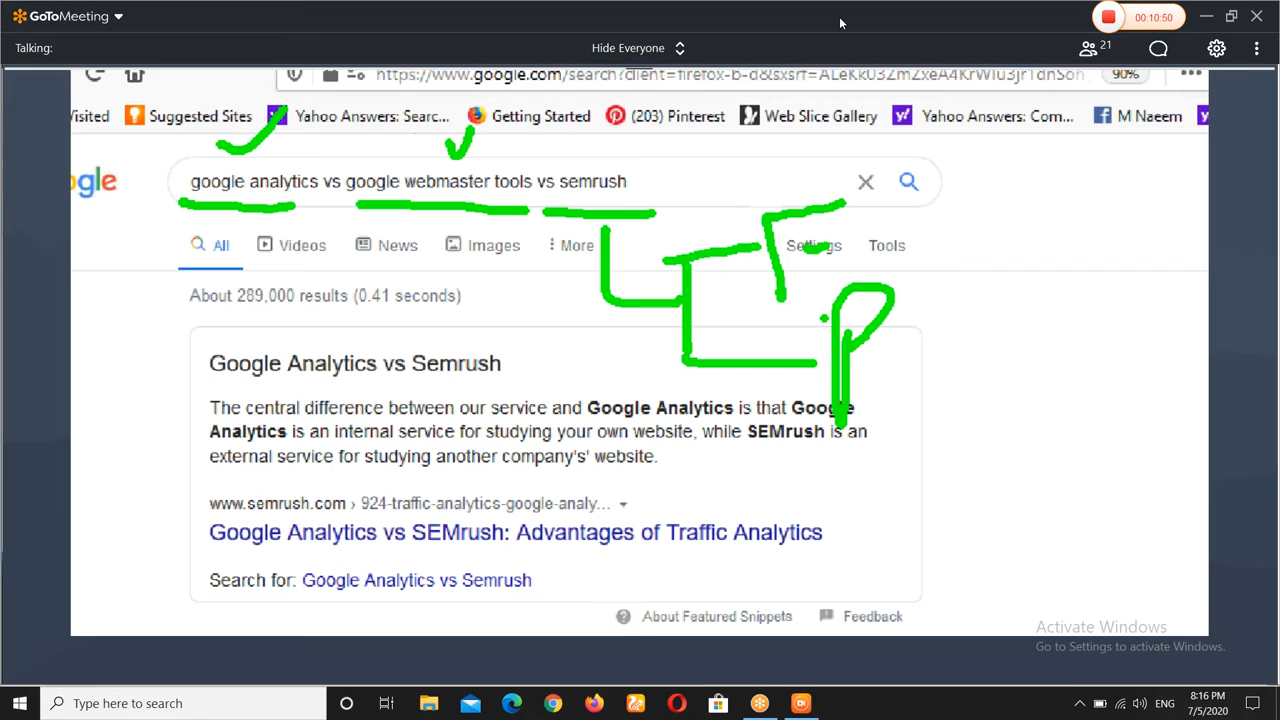 GoToMeeting
00:10:50
Talking:
Hide Everyone
21
https://www.google.com/search?client=firefox-b-d&sxsrf=
90%
Visited
Suggested Sites
Yahoo Answers: Searc...
Getting Started
(203) Pinterest
Web Slice Gallery
Yahoo Answers: Com...
M Naeem
ogle
google analytics vs google webmaster tools vs semrush
All
Videos
News
Images
More
Settings
Tools
F
P
About 289,000 results (0.41 seconds)
Google Analytics vs Semrush
The central difference between our service and Google Analytics is that Google
Analytics is an internal service for studying your own website, while SEMrush is an
external service for studying another company's' website.
www.semrush.com › 924-traffic-analytics-google-analy...
Google Analytics vs SEMrush: Advantages of Traffic Analytics
Search for: Google Analytics vs Semrush
About Featured Snippets
Feedback
Activate Windows
Go to Settings to activate Windows.
Type here to search
ENG
8:16 PM
7/5/2020